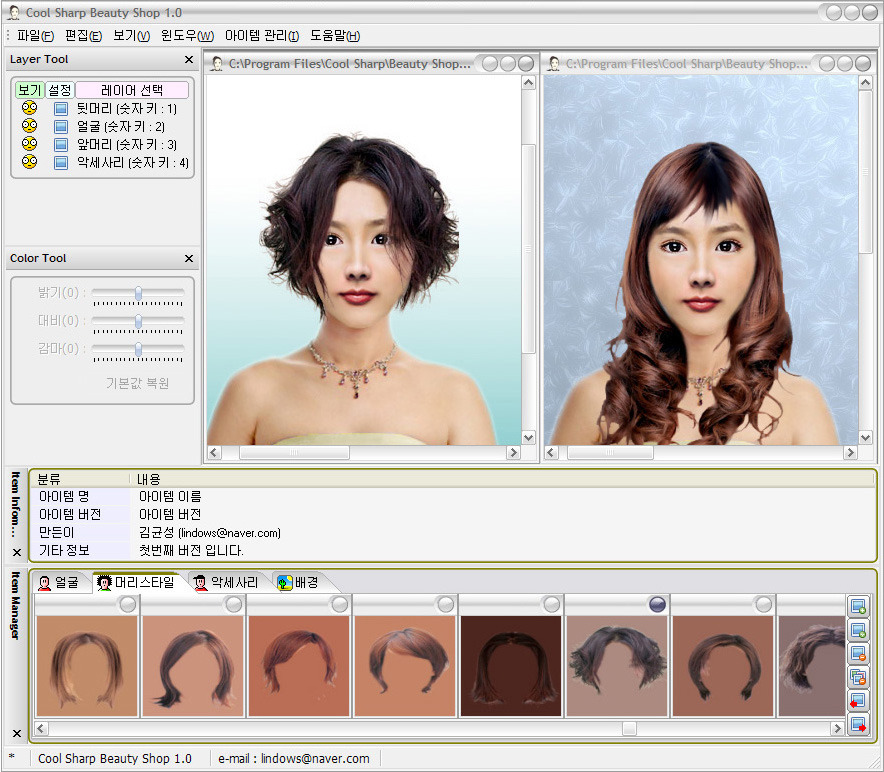 Cool Sharp Beauty Shop 1.0
파일(F) 편집(E) 보기(V) 윈도우(W) 아이템 관리(I) 도움말(H)
Layer Tool
보기 설정 레이어 선택
뒷머리 (숫자 키 : 1)
얼굴 (숫자 키 : 2)
앞머리 (숫자 키 : 3)
악세사리 (숫자 키 : 4)
Color Tool
밝기(0) :
대비(0) :
감마(0) :
기본값 복원
C:\Program Files\Cool Sharp\Beauty Shop...
C:\Program Files\Cool Sharp\Beauty Shop...
Item Infom...
분류 내용
아이템 명 아이템 이름
아이템 버전 아이템 버전
만든이 김균성 (lindows@naver.com)
기타 정보 첫번째 버전 입니다.
Item Manager
얼굴 머리스타일 악세사리 배경
* Cool Sharp Beauty Shop 1.0 e-mail : lindows@naver.com